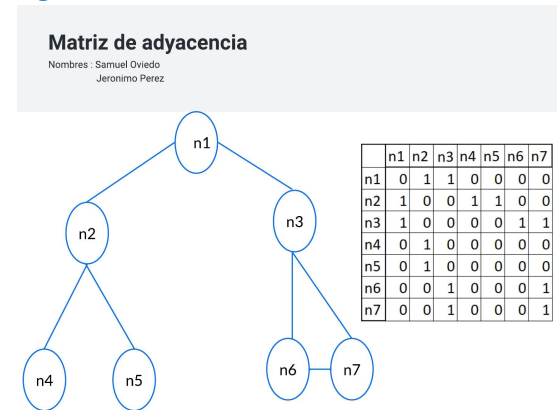 Matriz de adyacencia
Nombres : Samuel Oviedo
Jeronimo Perez
n1
n2
n3
n4
n5
n6
n7
n1 n2 n3 n4 n5 n6 n7
n1 0 1 1 0 0 0 0
n2 1 0 0 1 1 0 0
n3 1 0 0 0 0 1 1
n4 0 1 0 0 0 0 0
n5 0 1 0 0 0 0 0
n6 0 0 1 0 0 0 1
n7 0 0 1 0 0 0 1